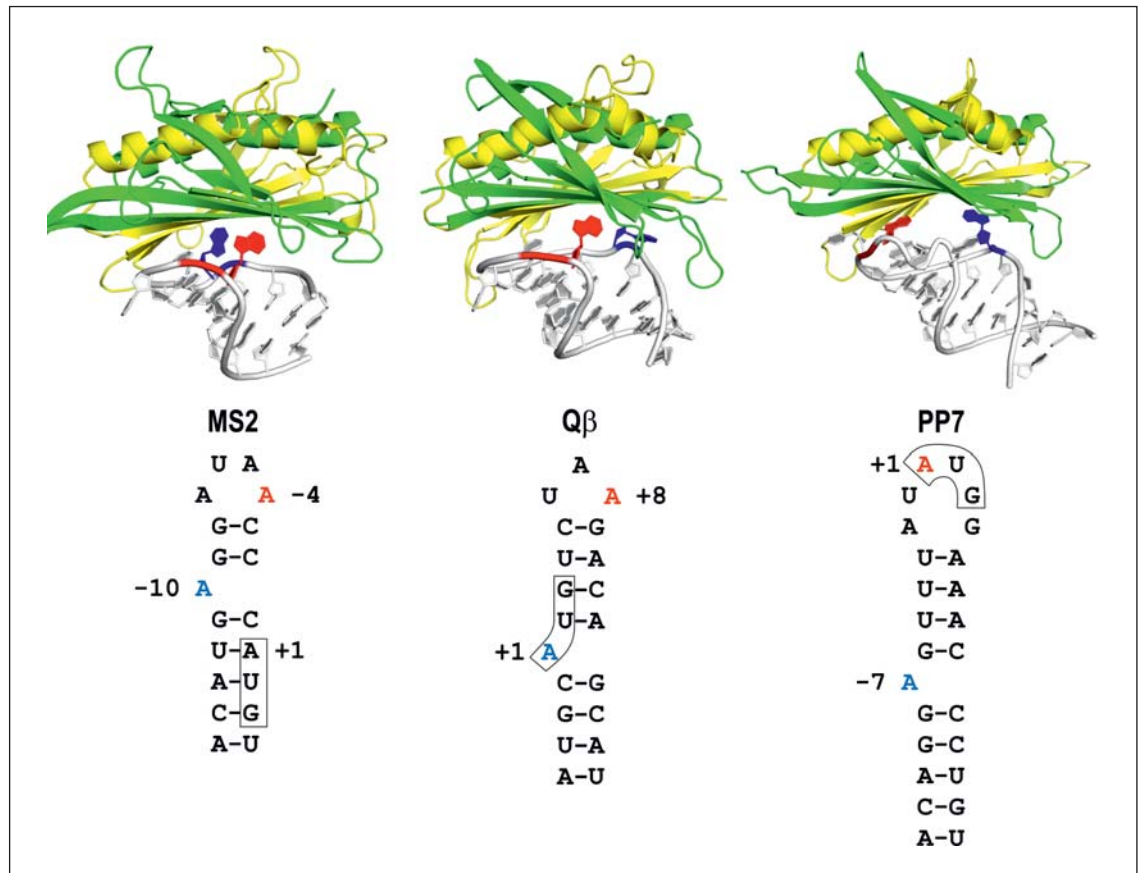 MS2
U A
A A -4
G-C
G-C
-10 A
G-C
U-A +1
A-U
C-G
A-U
Qβ
A
U A +8
C-G
U-A
G-C
U-A
+1 A
C-G
G-C
U-A
A-U
PP7
+1 A U
U G
A G
U-A
U-A
U-A
G-C
-7 A
G-C
G-C
A-U
C-G
A-U